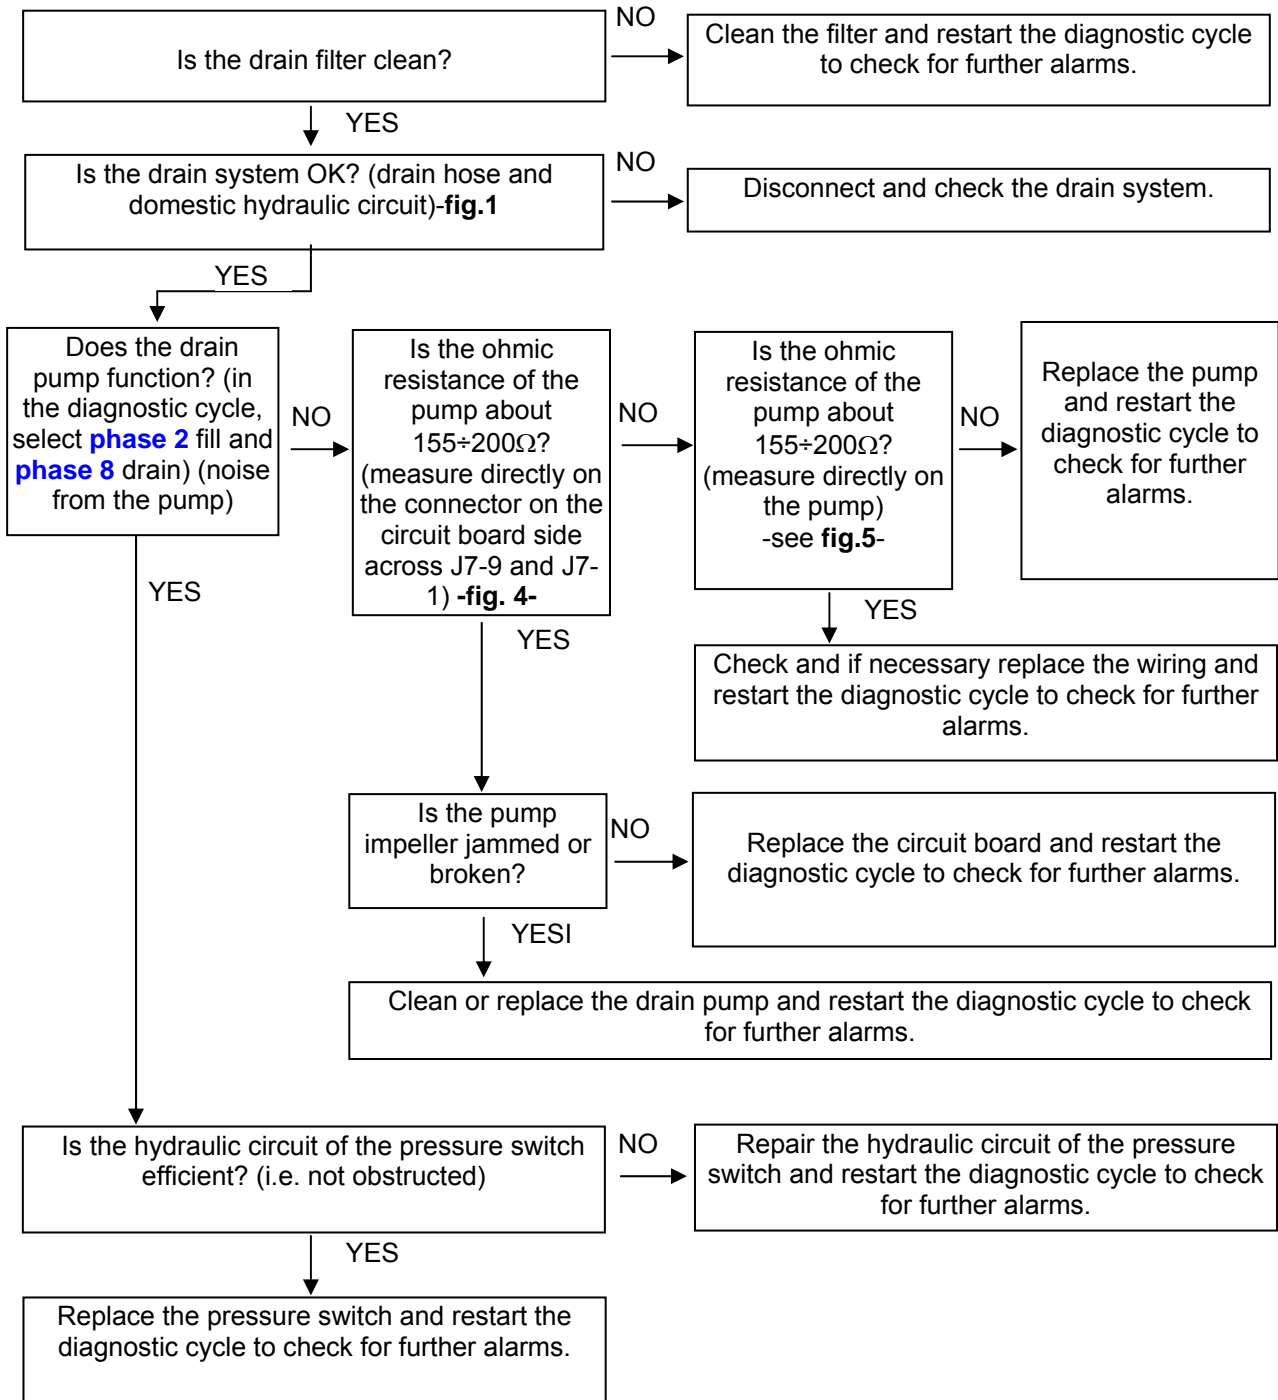 Is the drain filter clean?
NO
Clean the filter and restart the diagnostic cycle
to check for further alarms.
YES
Is the drain system OK? (drain hose and
domestic hydraulic circuit)-fig.1
NO
Disconnect and check the drain system.
YES
Does the drain
pump function? (in
the diagnostic cycle,
select phase 2 fill and
phase 8 drain) (noise
from the pump)
NO
Is the ohmic
resistance of the
pump about
155÷200Ω?
(measure directly on
the connector on the
circuit board side
across J7-9 and J7-
1) -fig. 4-
NO
Is the ohmic
resistance of the
pump about
155÷200Ω?
(measure directly on
the pump)
-see fig.5-
NO
Replace the pump
and restart the
diagnostic cycle to
check for further
alarms.
YES
YES
YES
Check and if necessary replace the wiring and
restart the diagnostic cycle to check for further
alarms.
Is the pump
impeller jammed or
broken?
NO
Replace the circuit board and restart the
diagnostic cycle to check for further alarms.
YESI
Clean or replace the drain pump and restart the diagnostic cycle to check
for further alarms.
Is the hydraulic circuit of the pressure switch
efficient? (i.e. not obstructed)
NO
Repair the hydraulic circuit of the pressure
switch and restart the diagnostic cycle to check
for further alarms.
YES
Replace the pressure switch and restart the
diagnostic cycle to check for further alarms.